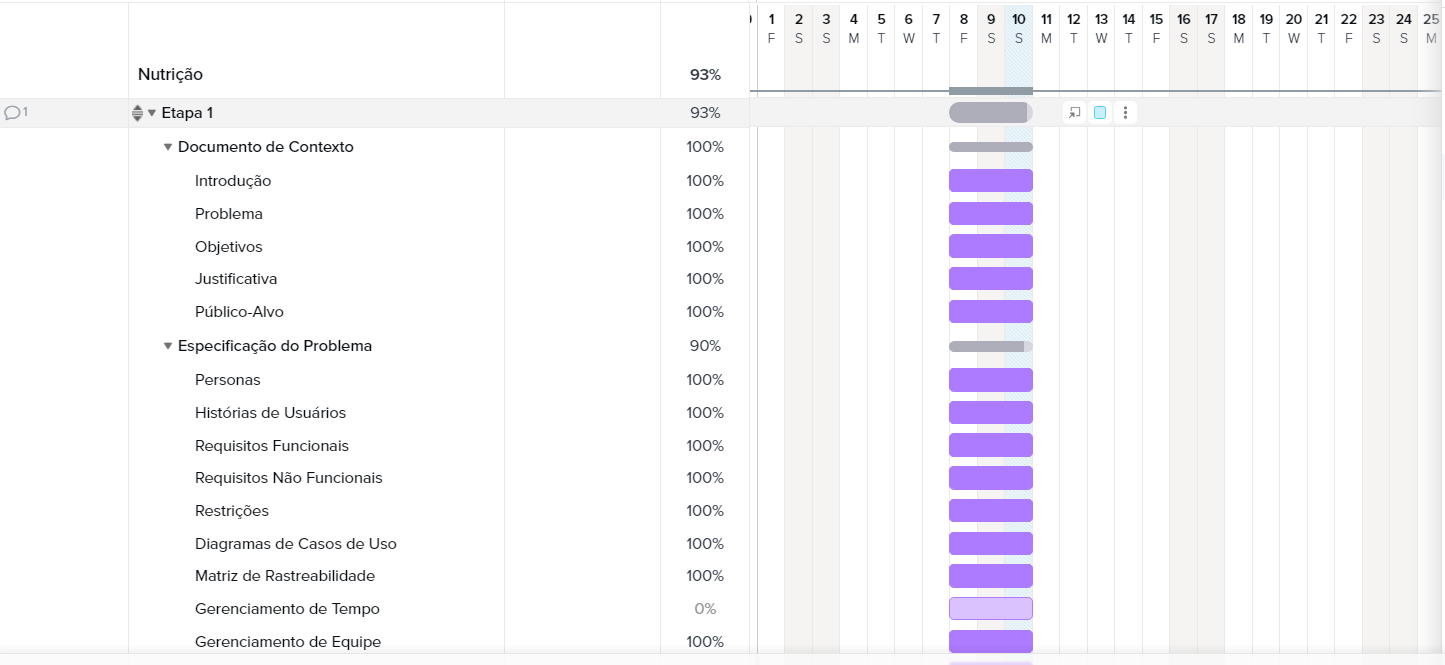 1 2 3 4 5 6 7 8 9 10 11 12 13 14 15 16 17 18 19 20 21 22 23 24 25
F S S M T W T F S S M T W T F S S M T W T F S S M
Nutrição 93%
1 Etapa 1 93%
Documento de Contexto 100%
Introdução 100%
Problema 100%
Objetivos 100%
Justificativa 100%
Público-Alvo 100%
Especificação do Problema 90%
Personas 100%
Histórias de Usuários 100%
Requisitos Funcionais 100%
Requisitos Não Funcionais 100%
Restrições 100%
Diagramas de Casos de Uso 100%
Matriz de Rastreabilidade 100%
Gerenciamento de Tempo 0%
Gerenciamento de Equipe 100%